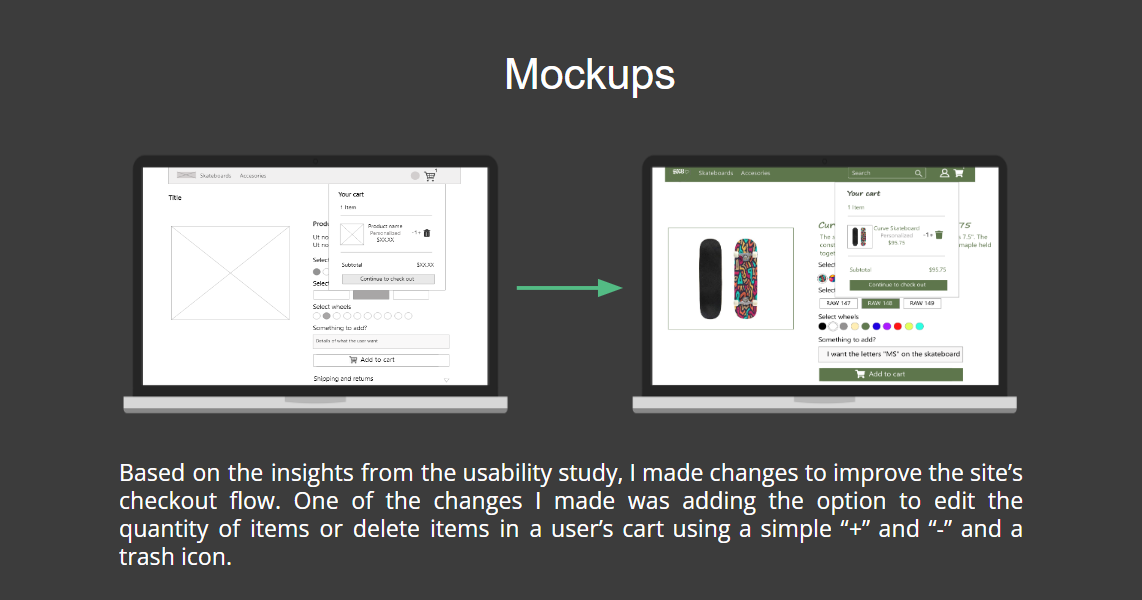 Mockups
Skateboards Accesories
Title
Your cart
1 Item
Product name
Personalized
$XX.XX
-1+
Subtotal $XX.XX
Continue to check out
Produ
Ut no
Ut no
Select
Select
Select wheels
Something to add?
Details of what the user want
Add to cart
Shipping and returns
Skateboards Accesories
Search
Your cart
1 Item
Curve Skateboard
Personalized
$95.75
-1+
Subtotal $95.75
Continue to check out
Cur 75
The s s 7.5". The
const maple held
toget
Select
Select
RAW 147 RAW 148 RAW 149
Select wheels
Something to add?
I want the letters "MS" on the skateboard
Add to cart
Based on the insights from the usability study, I made changes to improve the site’s
checkout flow. One of the changes I made was adding the option to edit the
quantity of items or delete items in a user’s cart using a simple “+” and “-” and a
trash icon.